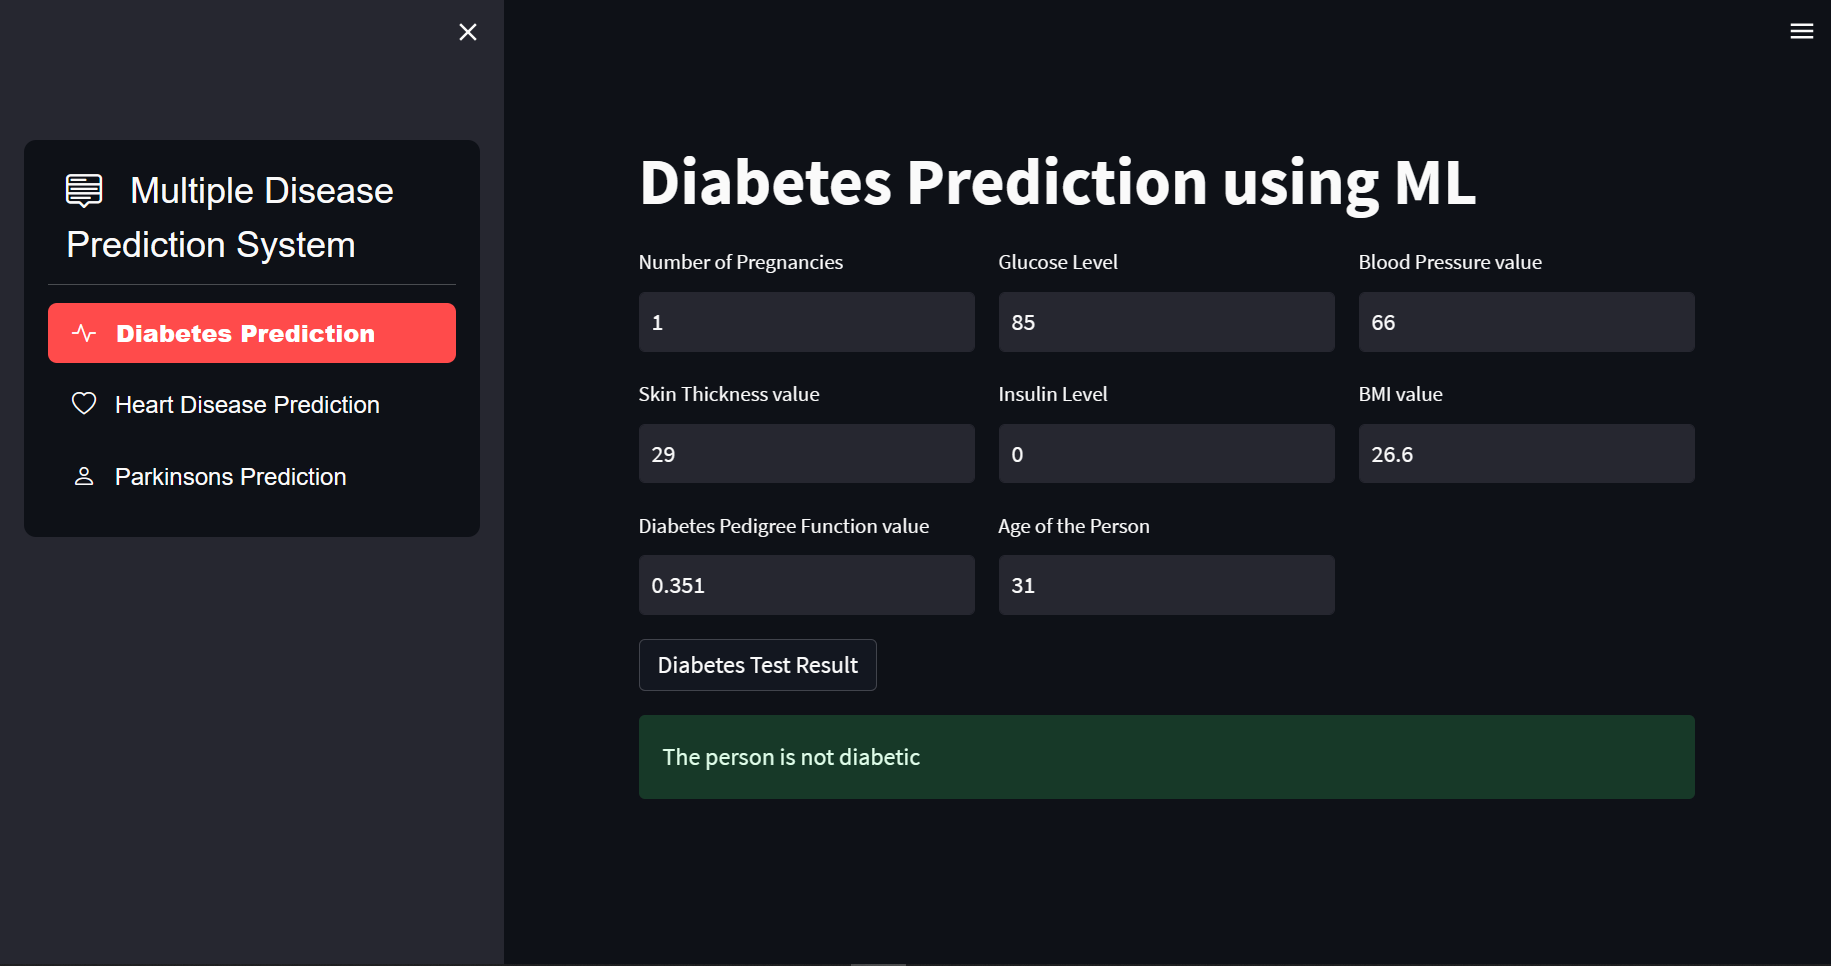 Multiple Disease
Prediction System
Diabetes Prediction
Heart Disease Prediction
Parkinsons Prediction
Diabetes Prediction using ML
Number of Pregnancies
1
Glucose Level
85
Blood Pressure value
66
Skin Thickness value
29
Insulin Level
0
BMI value
26.6
Diabetes Pedigree Function value
0.351
Age of the Person
31
Diabetes Test Result
The person is not diabetic